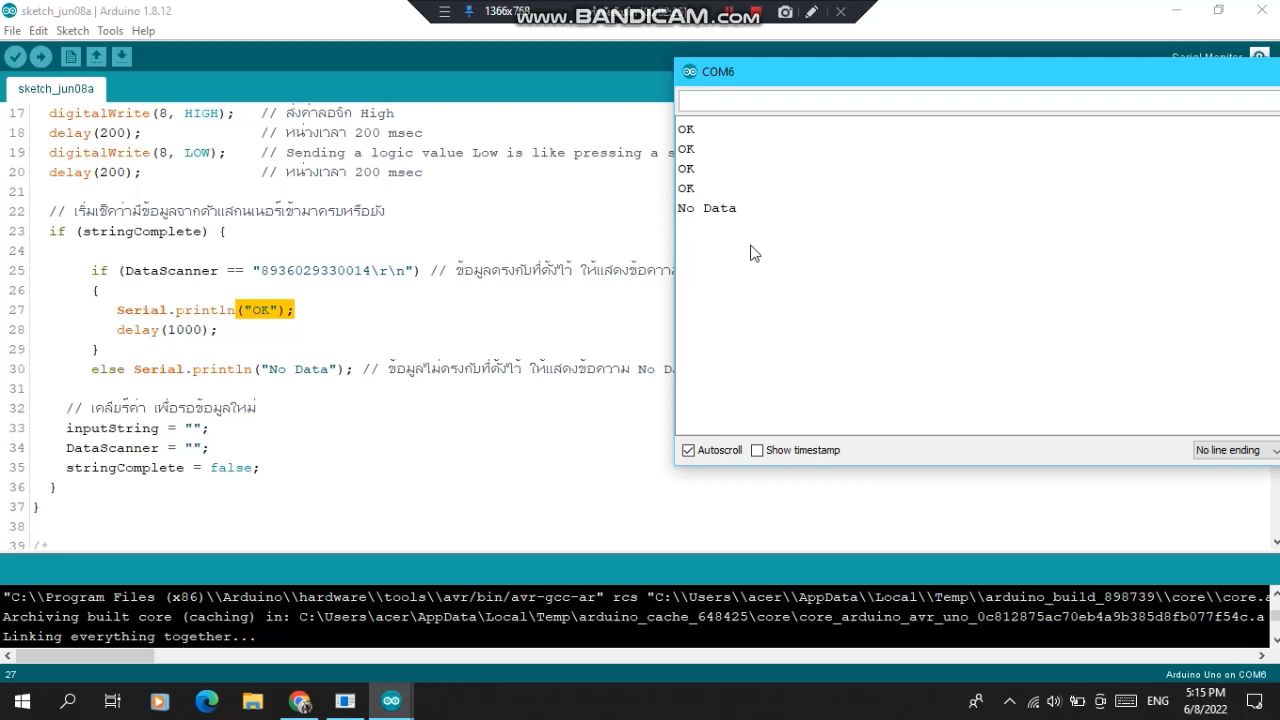 sketch_jun08a | Arduino 1.8.12
1366x768
www.BANDICAM.com
File Edit Sketch Tools Help
Serial Monitor
sketch_jun08a
COM6
17 digitalWrite(8, HIGH); // ส่งค่าลอจิก High
18 delay(200); // หน่วงเวลา 200 msec
19 digitalWrite(8, LOW); // Sending a logic value Low is like pressing a s
20 delay(200); // หน่วงเวลา 200 msec
21
22 // เริ่มเช็คว่ามีข้อมูลจากตัวแสกนเนอร์เข้ามาครบหรือยัง
23 if (stringComplete) {
24
25 if (DataScanner == "8936029330014\r\n") // ข้อมูลตรงกับที่ตั้งไว้ ให้แสดงข้อความ
26 {
27 Serial.println("OK");
28 delay(1000);
29 }
30 else Serial.println("No Data"); // ข้อมูลไม่ตรงกับที่ตั้งไว้ ให้แสดงข้อความ No Da
31
32 // เคลียร์ค่า เพื่อรอข้อมูลใหม่
33 inputString = "";
34 DataScanner = "";
35 stringComplete = false;
36 }
37 }
38
39 /*
OK
OK
OK
OK
No Data
Autoscroll Show timestamp No line ending
"C:\\Program Files (x86)\\Arduino\\hardware\\tools\\avr/bin/avr-gcc-ar" rcs "C:\\Users\\acer\\AppData\\Local\\Temp\\arduino_build_898739\\core\\core.a
Archiving built core (caching) in: C:\Users\acer\AppData\Local\Temp\arduino_cache_648425\core\core_arduino_avr_uno_0c812875ac70eb4a9b385d8fb077f54c.a
Linking everything together...
27 Arduino Uno on COM6
ENG
5:15 PM
6/8/2022